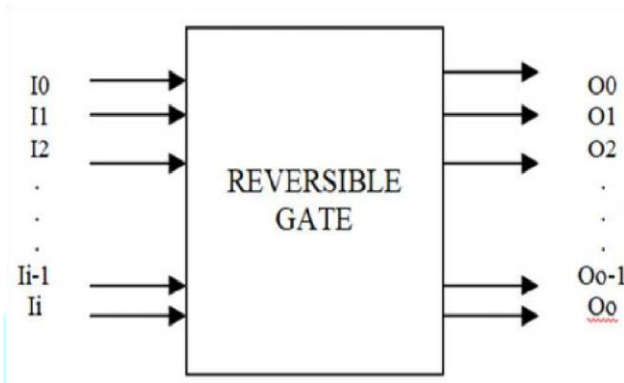 I0
I1
I2
.
.
.
Ii-1
Ii
REVERSIBLE
GATE
O0
O1
O2
.
.
.
Oo-1
Oo